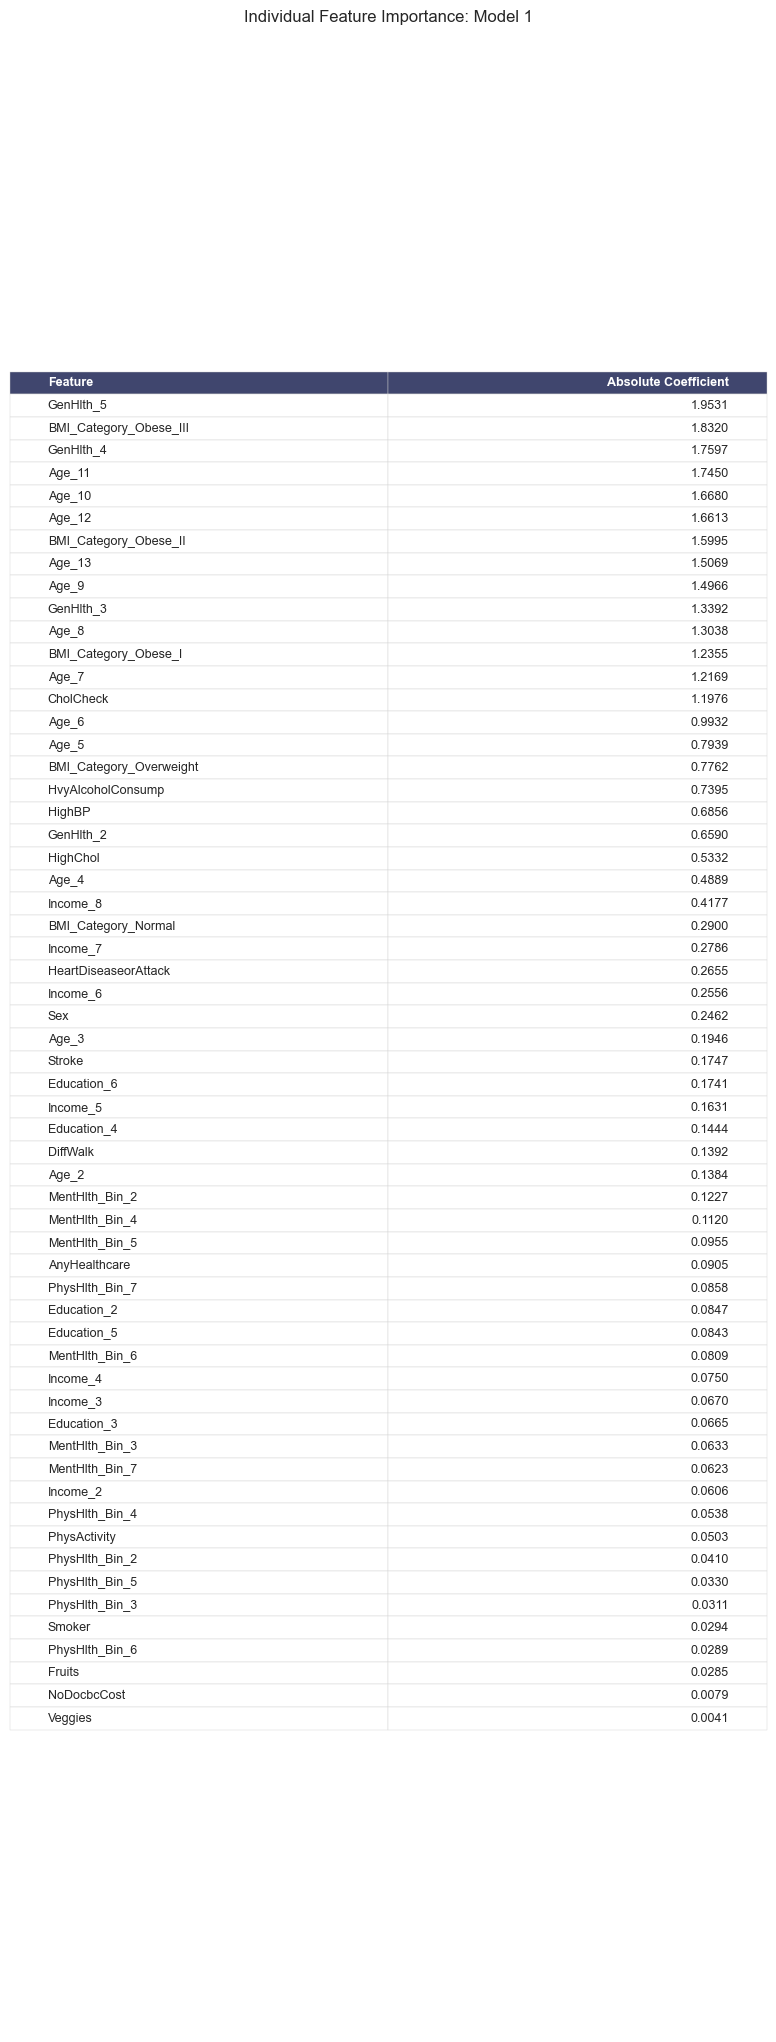 Individual Feature Importance: Model 1
Feature Absolute Coefficient
GenHlth_5 1.9531
BMI_Category_Obese_III 1.8320
GenHlth_4 1.7597
Age_11 1.7450
Age_10 1.6680
Age_12 1.6613
BMI_Category_Obese_II 1.5995
Age_13 1.5069
Age_9 1.4966
GenHlth_3 1.3392
Age_8 1.3038
BMI_Category_Obese_I 1.2355
Age_7 1.2169
CholCheck 1.1976
Age_6 0.9932
Age_5 0.7939
BMI_Category_Overweight 0.7762
HvyAlcoholConsump 0.7395
HighBP 0.6856
GenHlth_2 0.6590
HighChol 0.5332
Age_4 0.4889
Income_8 0.4177
BMI_Category_Normal 0.2900
Income_7 0.2786
HeartDiseaseorAttack 0.2655
Income_6 0.2556
Sex 0.2462
Age_3 0.1946
Stroke 0.1747
Education_6 0.1741
Income_5 0.1631
Education_4 0.1444
DiffWalk 0.1392
Age_2 0.1384
MentHlth_Bin_2 0.1227
MentHlth_Bin_4 0.1120
MentHlth_Bin_5 0.0955
AnyHealthcare 0.0905
PhysHlth_Bin_7 0.0858
Education_2 0.0847
Education_5 0.0843
MentHlth_Bin_6 0.0809
Income_4 0.0750
Income_3 0.0670
Education_3 0.0665
MentHlth_Bin_3 0.0633
MentHlth_Bin_7 0.0623
Income_2 0.0606
PhysHlth_Bin_4 0.0538
PhysActivity 0.0503
PhysHlth_Bin_2 0.0410
PhysHlth_Bin_5 0.0330
PhysHlth_Bin_3 0.0311
Smoker 0.0294
PhysHlth_Bin_6 0.0289
Fruits 0.0285
NoDocbcCost 0.0079
Veggies 0.0041